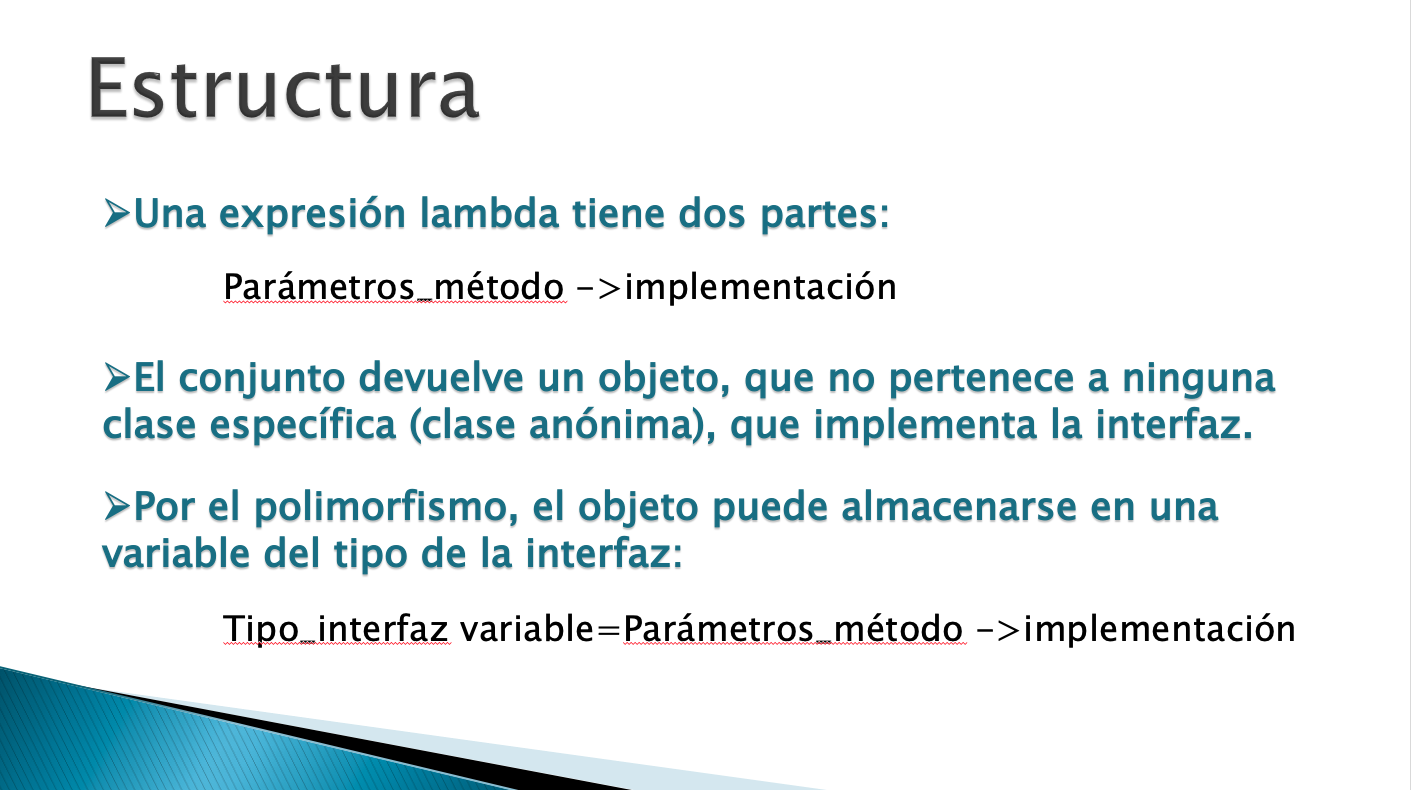 Estructura
➢Una expresión lambda tiene dos partes:
Parámetros_método ->implementación
➢El conjunto devuelve un objeto, que no pertenece a ninguna
clase específica (clase anónima), que implementa la interfaz.
➢Por el polimorfismo, el objeto puede almacenarse en una
variable del tipo de la interfaz:
Tipo_interfaz variable=Parámetros_método ->implementación